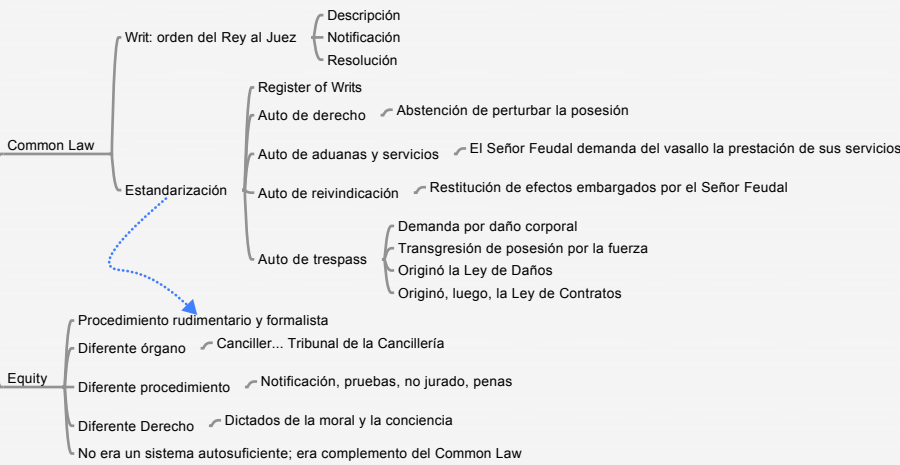 Common Law
Writ: orden del Rey al Juez
Descripción
Notificación
Resolución
Estandarización
Register of Writs
Auto de derecho
Abstención de perturbar la posesión
Auto de aduanas y servicios
El Señor Feudal demanda del vasallo la prestación de sus servicios
Auto de reivindicación
Restitución de efectos embargados por el Señor Feudal
Auto de trespass
Demanda por daño corporal
Transgresión de posesión por la fuerza
Originó la Ley de Daños
Originó, luego, la Ley de Contratos
Equity
Procedimiento rudimentario y formalista
Diferente órgano
Canciller... Tribunal de la Cancillería
Diferente procedimiento
Notificación, pruebas, no jurado, penas
Diferente Derecho
Dictados de la moral y la conciencia
No era un sistema autosuficiente; era complemento del Common Law